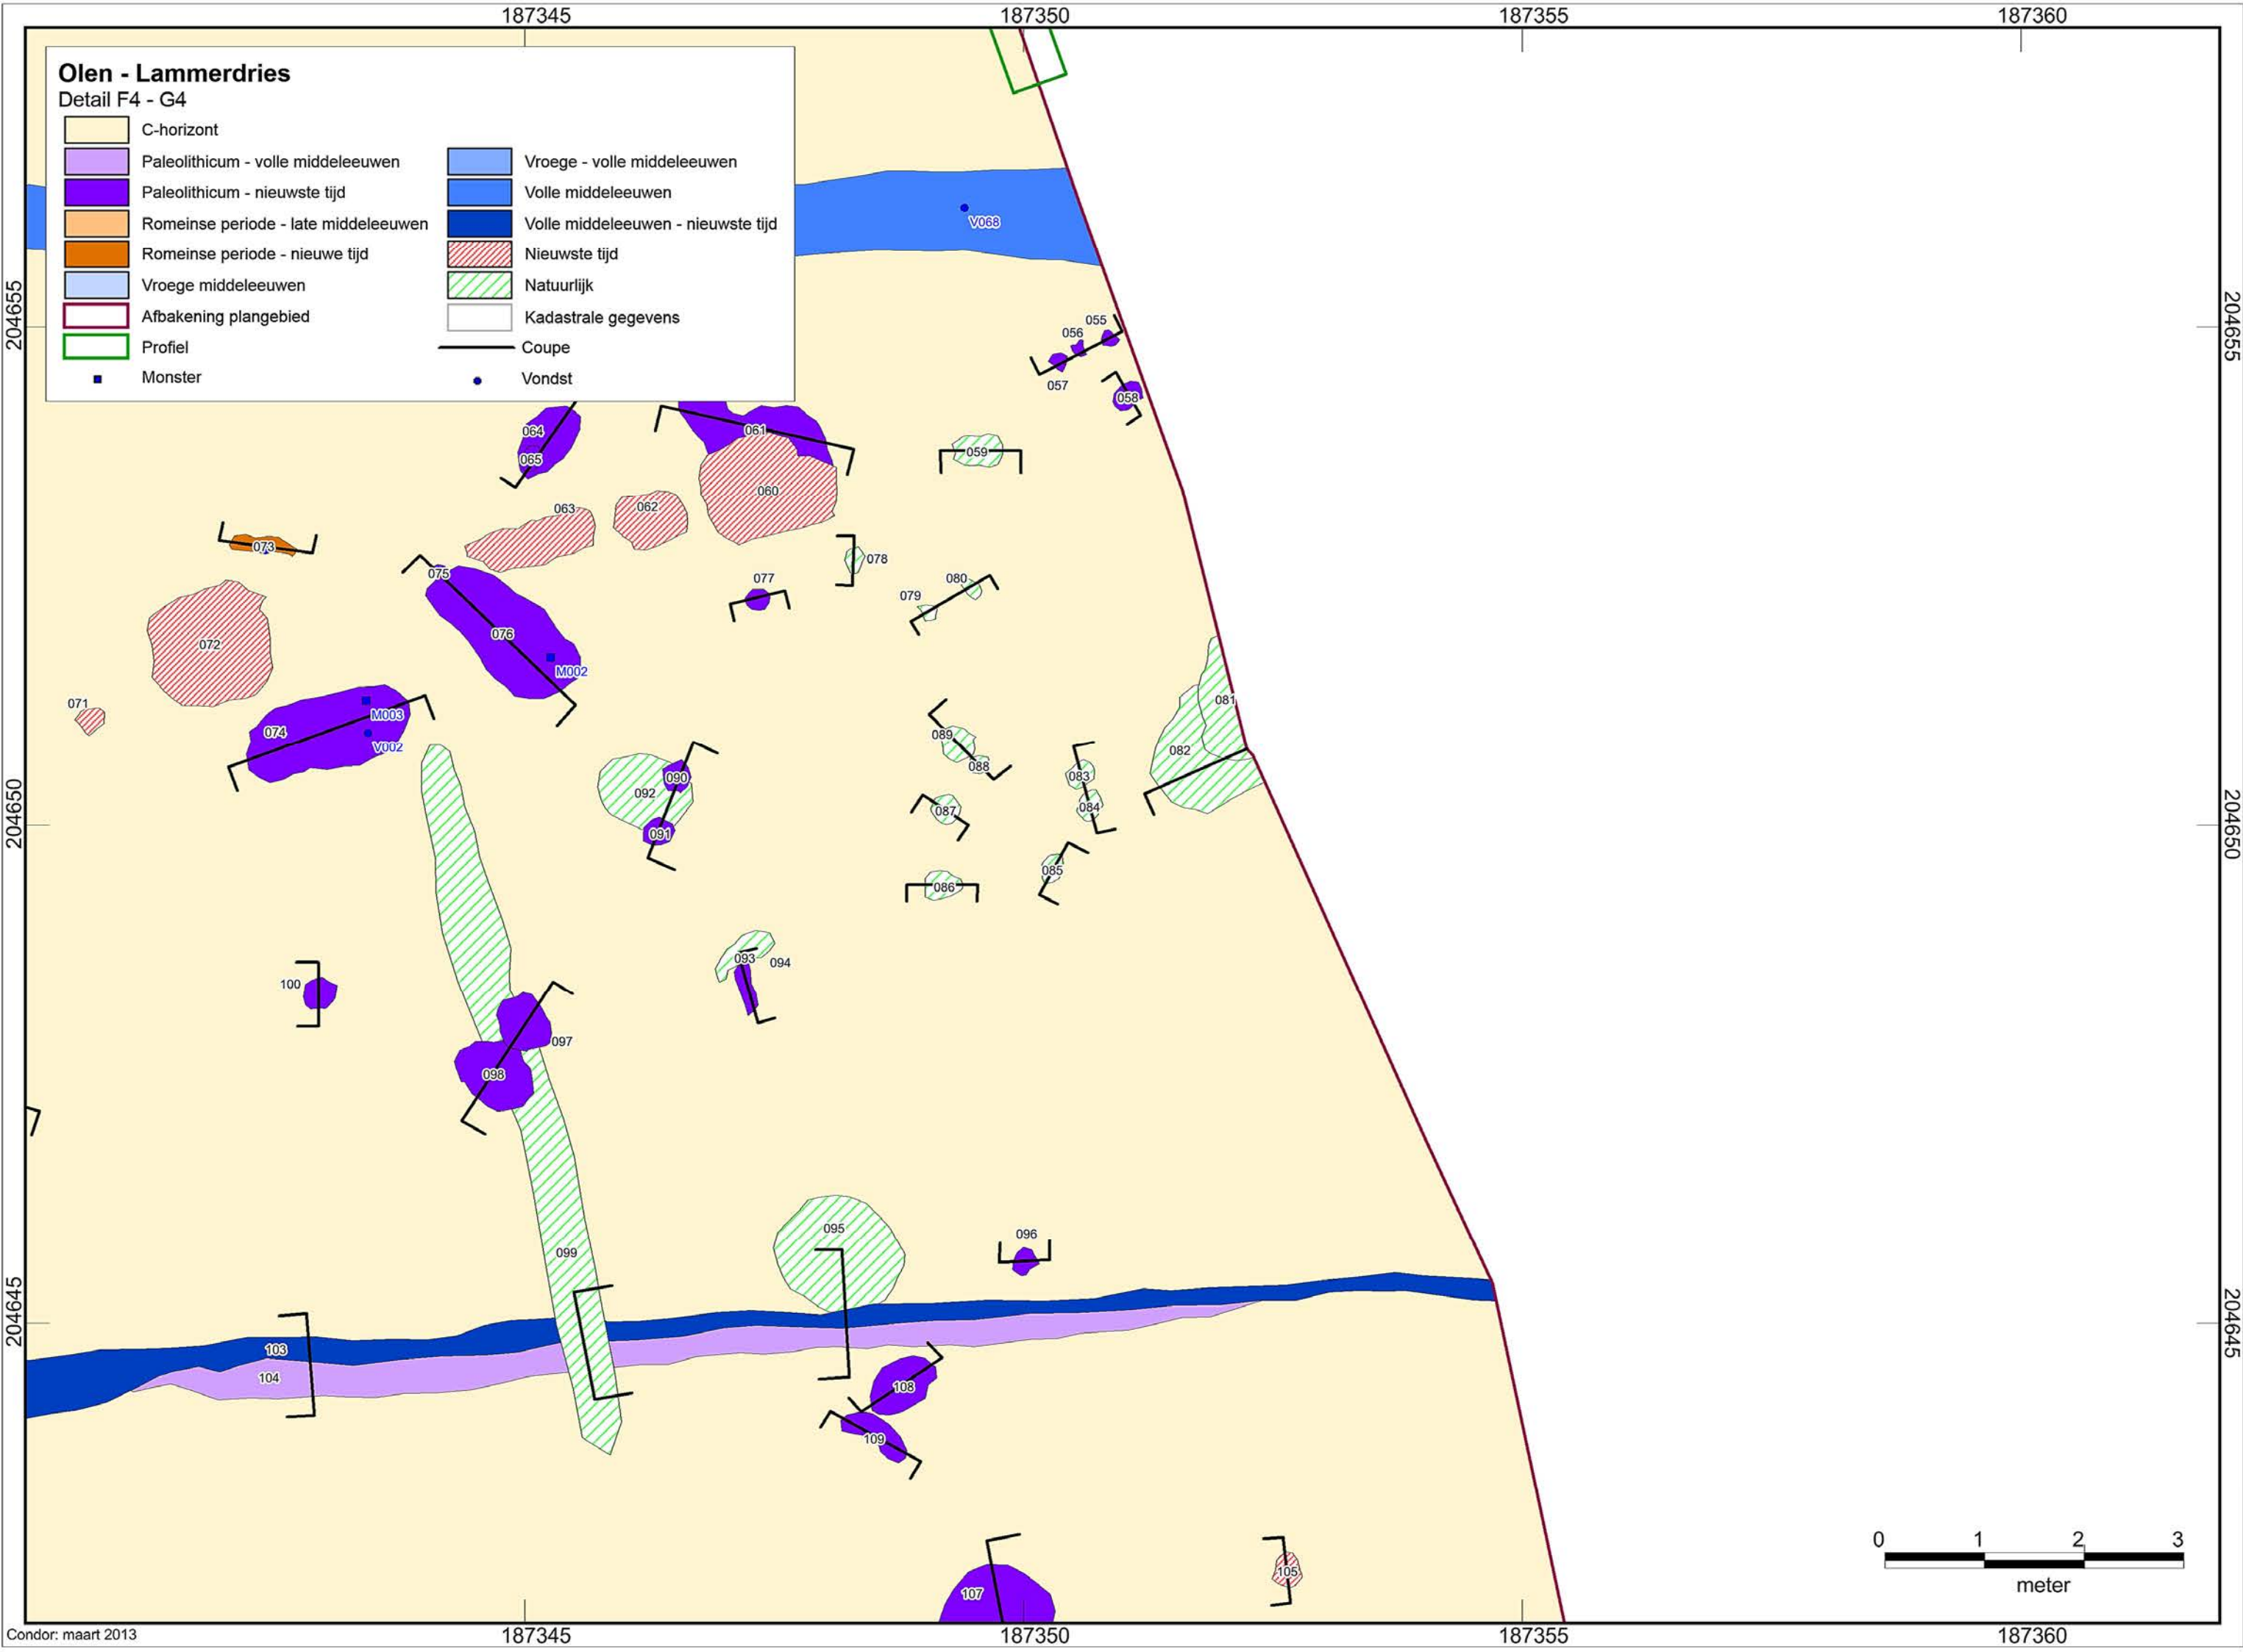 187345
187350
187355
187360
Olen - Lammerdries
Detail F4 - G4
C-horizont
Paleolithicum - volle middeleeuwen
Paleolithicum - nieuwste tijd
Romeinse periode - late middeleeuwen
Romeinse periode - nieuwe tijd
Vroege middeleeuwen
Afbakening plangebied
Profiel
Monster
Vroege - volle middeleeuwen
Volle middeleeuwen
Volle middeleeuwen - nieuwste tijd
Nieuwste tijd
Natuurlijk
Kadastrale gegevens
Coupe
Vondst
V068
204655
204655
055
056
057
058
064
061
065
059
060
063
062
073
078
075
077
080
079
076
072
M002
071
M003
074
V002
081
089
082
088
090
083
092
084
087
091
204650
204650
085
086
093
094
100
097
098
095
096
099
204645
204645
103
104
108
109
105
107
0
1
2
3
meter
Condor: maart 2013
187345
187350
187355
187360